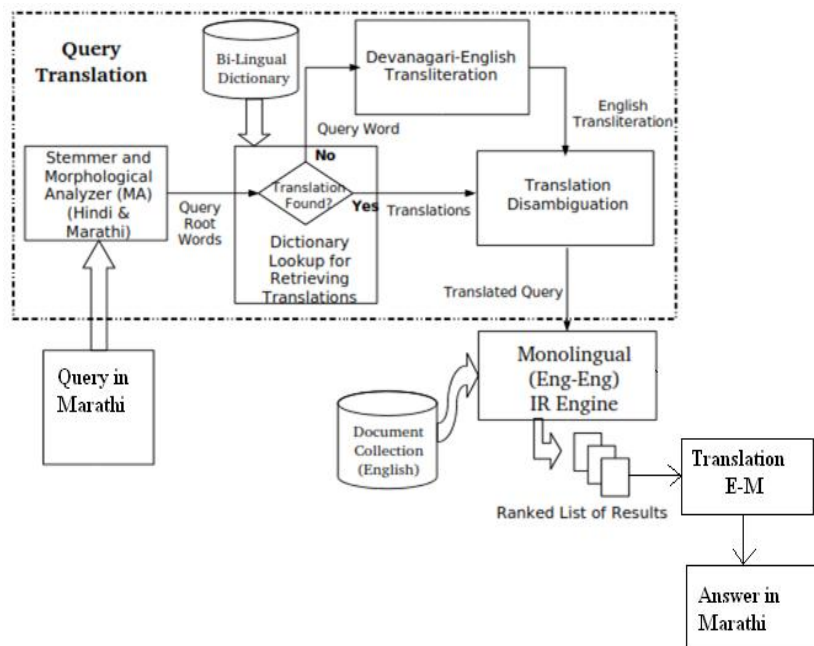 Query
Translation
Bi-Lingual
Dictionary
Devanagari-English
Transliteration
English
Transliteration
Query Word
No
Stemmer and
Morphological
Analyzer (MA)
(Hindi &
Marathi)
Query
Root
Words
Translation
Found?
Yes
Translations
Dictionary
Lookup for
Retrieving
Translations
Translation
Disambiguation
Translated Query
Query in
Marathi
Monolingual
(Eng-Eng)
IR Engine
Document
Collection
(English)
Ranked List of Results
Translation
E-M
Answer in
Marathi